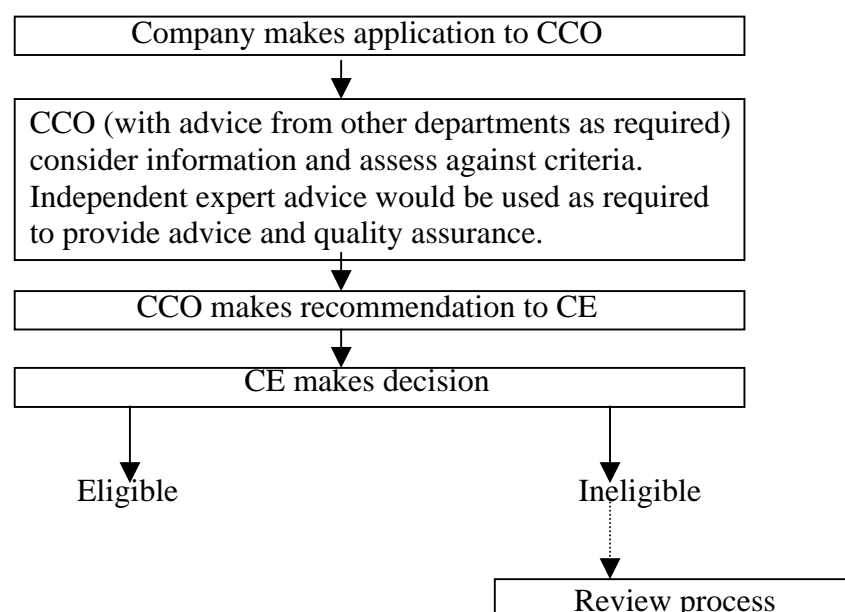 Company makes application to CCO
CCO (with advice from other departments as required)
consider information and assess against criteria.
Independent expert advice would be used as required
to provide advice and quality assurance.
CCO makes recommendation to CE
CE makes decision
Eligible
Ineligible
Review process